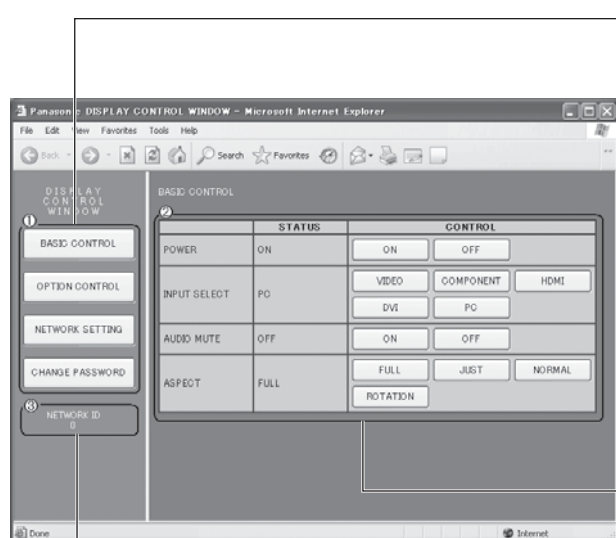 Panasonic DISPLAY CONTROL WINDOW - Microsoft Internet Explorer
File Edit View Favorites Tools Help
Back Search Favorites
DISPLAY
CONTROL
WINDOW
①
BASIC CONTROL
OPTION CONTROL
NETWORK SETTING
CHANGE PASSWORD
③
NETWORK ID
0
BASIC CONTROL
②
STATUS CONTROL
POWER ON ON OFF
INPUT SELECT PC VIDEO COMPONENT HDMI
DVI PC
AUDIO MUTE OFF ON OFF
ASPECT FULL FULL JUST NORMAL
ROTATION
Done Internet